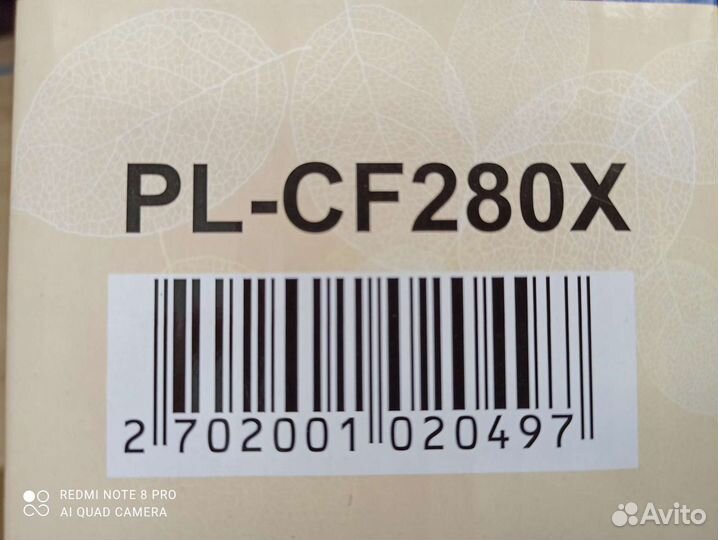 PL-CF280X
2 702001 020497
REDMI NOTE 8 PRO
AI QUAD CAMERA
Avito